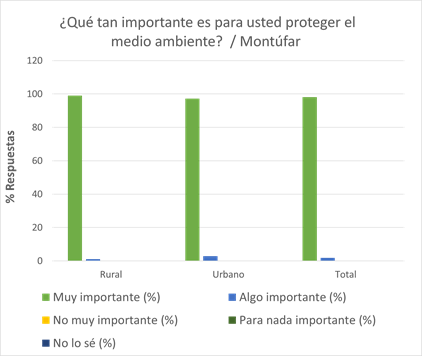 ¿Qué tan importante es para usted proteger el
medio ambiente? / Montúfar
% Respuestas
120
100
80
60
40
20
0
Rural Urbano Total
Muy importante (%) Algo importante (%)
No muy importante (%) Para nada importante (%)
No lo sé (%)